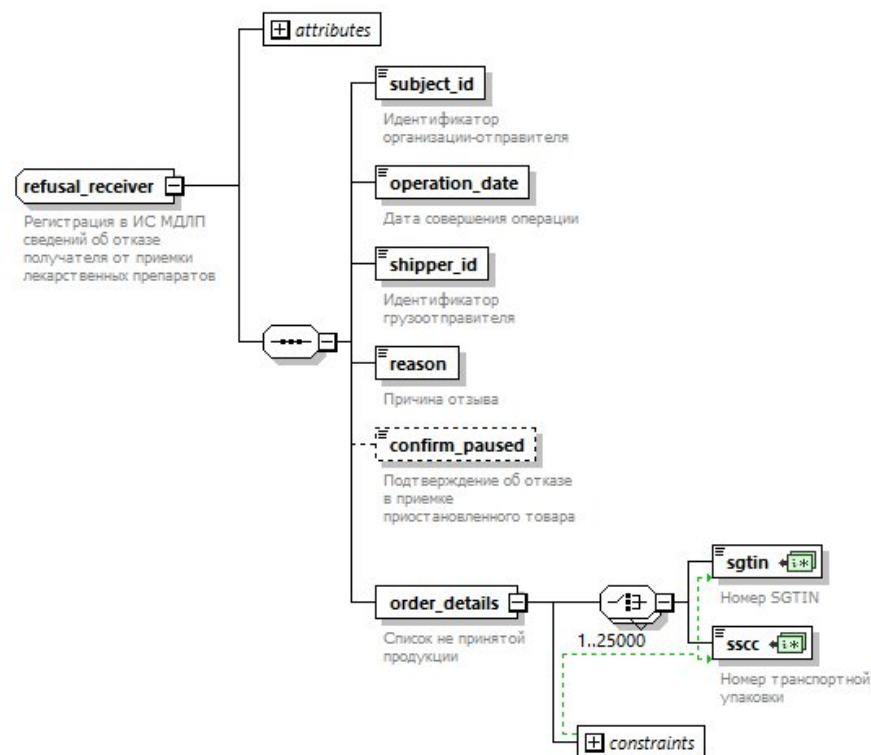 attributes
subject_id
Идентификатор
организации-отправителя
refusal_receiver
operation_date
Регистрация в ИС МДЛП
сведений об отказе
получателя от приемки
лекарственных препаратов
Дата совершения операции
shipper_id
Идентификатор
грузоотправителя
reason
Причина отзыва
confirm_paused
Подтверждение об отказе
в приемке
приостановленного товара
order_details
Список не принятой
продукции
1..25000
sgtin
Номер SGTIN
sscc
Номер транспортной
упаковки
constraints